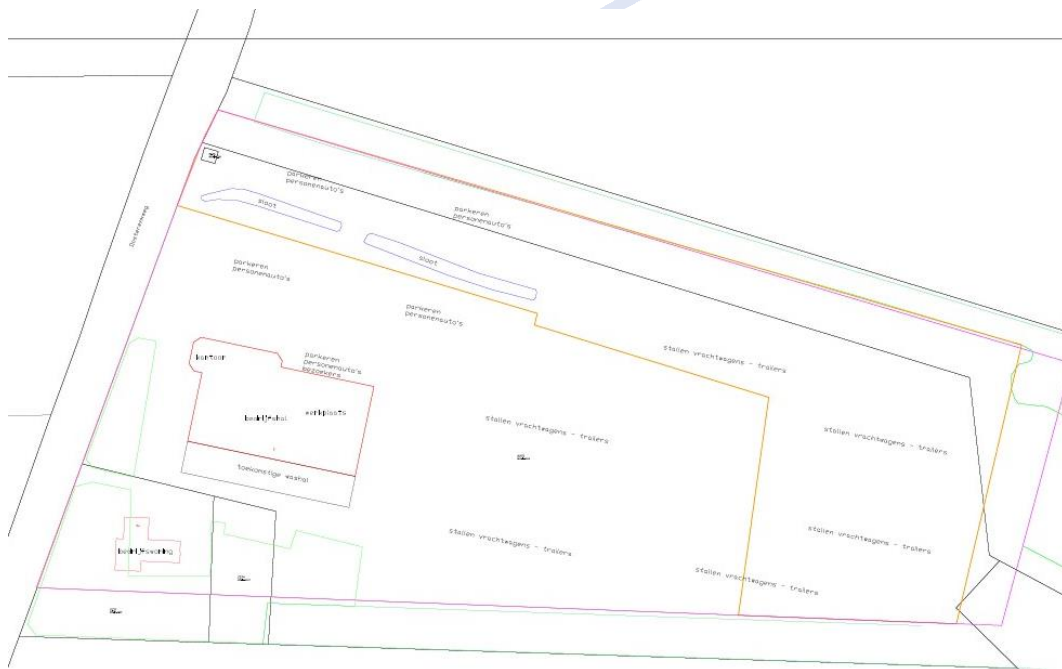 parkeren
personenauto's
parkeren
personenauto's
sloot
sloot
parkeren
personenauto's
parkeren
personenauto's
kantoor
parkeren
personenauto's
bezoekers
stallen vrachtwagens - trailers
bedrijfshal
werkplaats
stallen vrachtwagens - trailers
stallen vrachtwagens - trailers
toekomstige washal
stallen vrachtwagens - trailers
stallen vrachtwagens - trailers
bedrijfswoning
stallen vrachtwagens - trailers